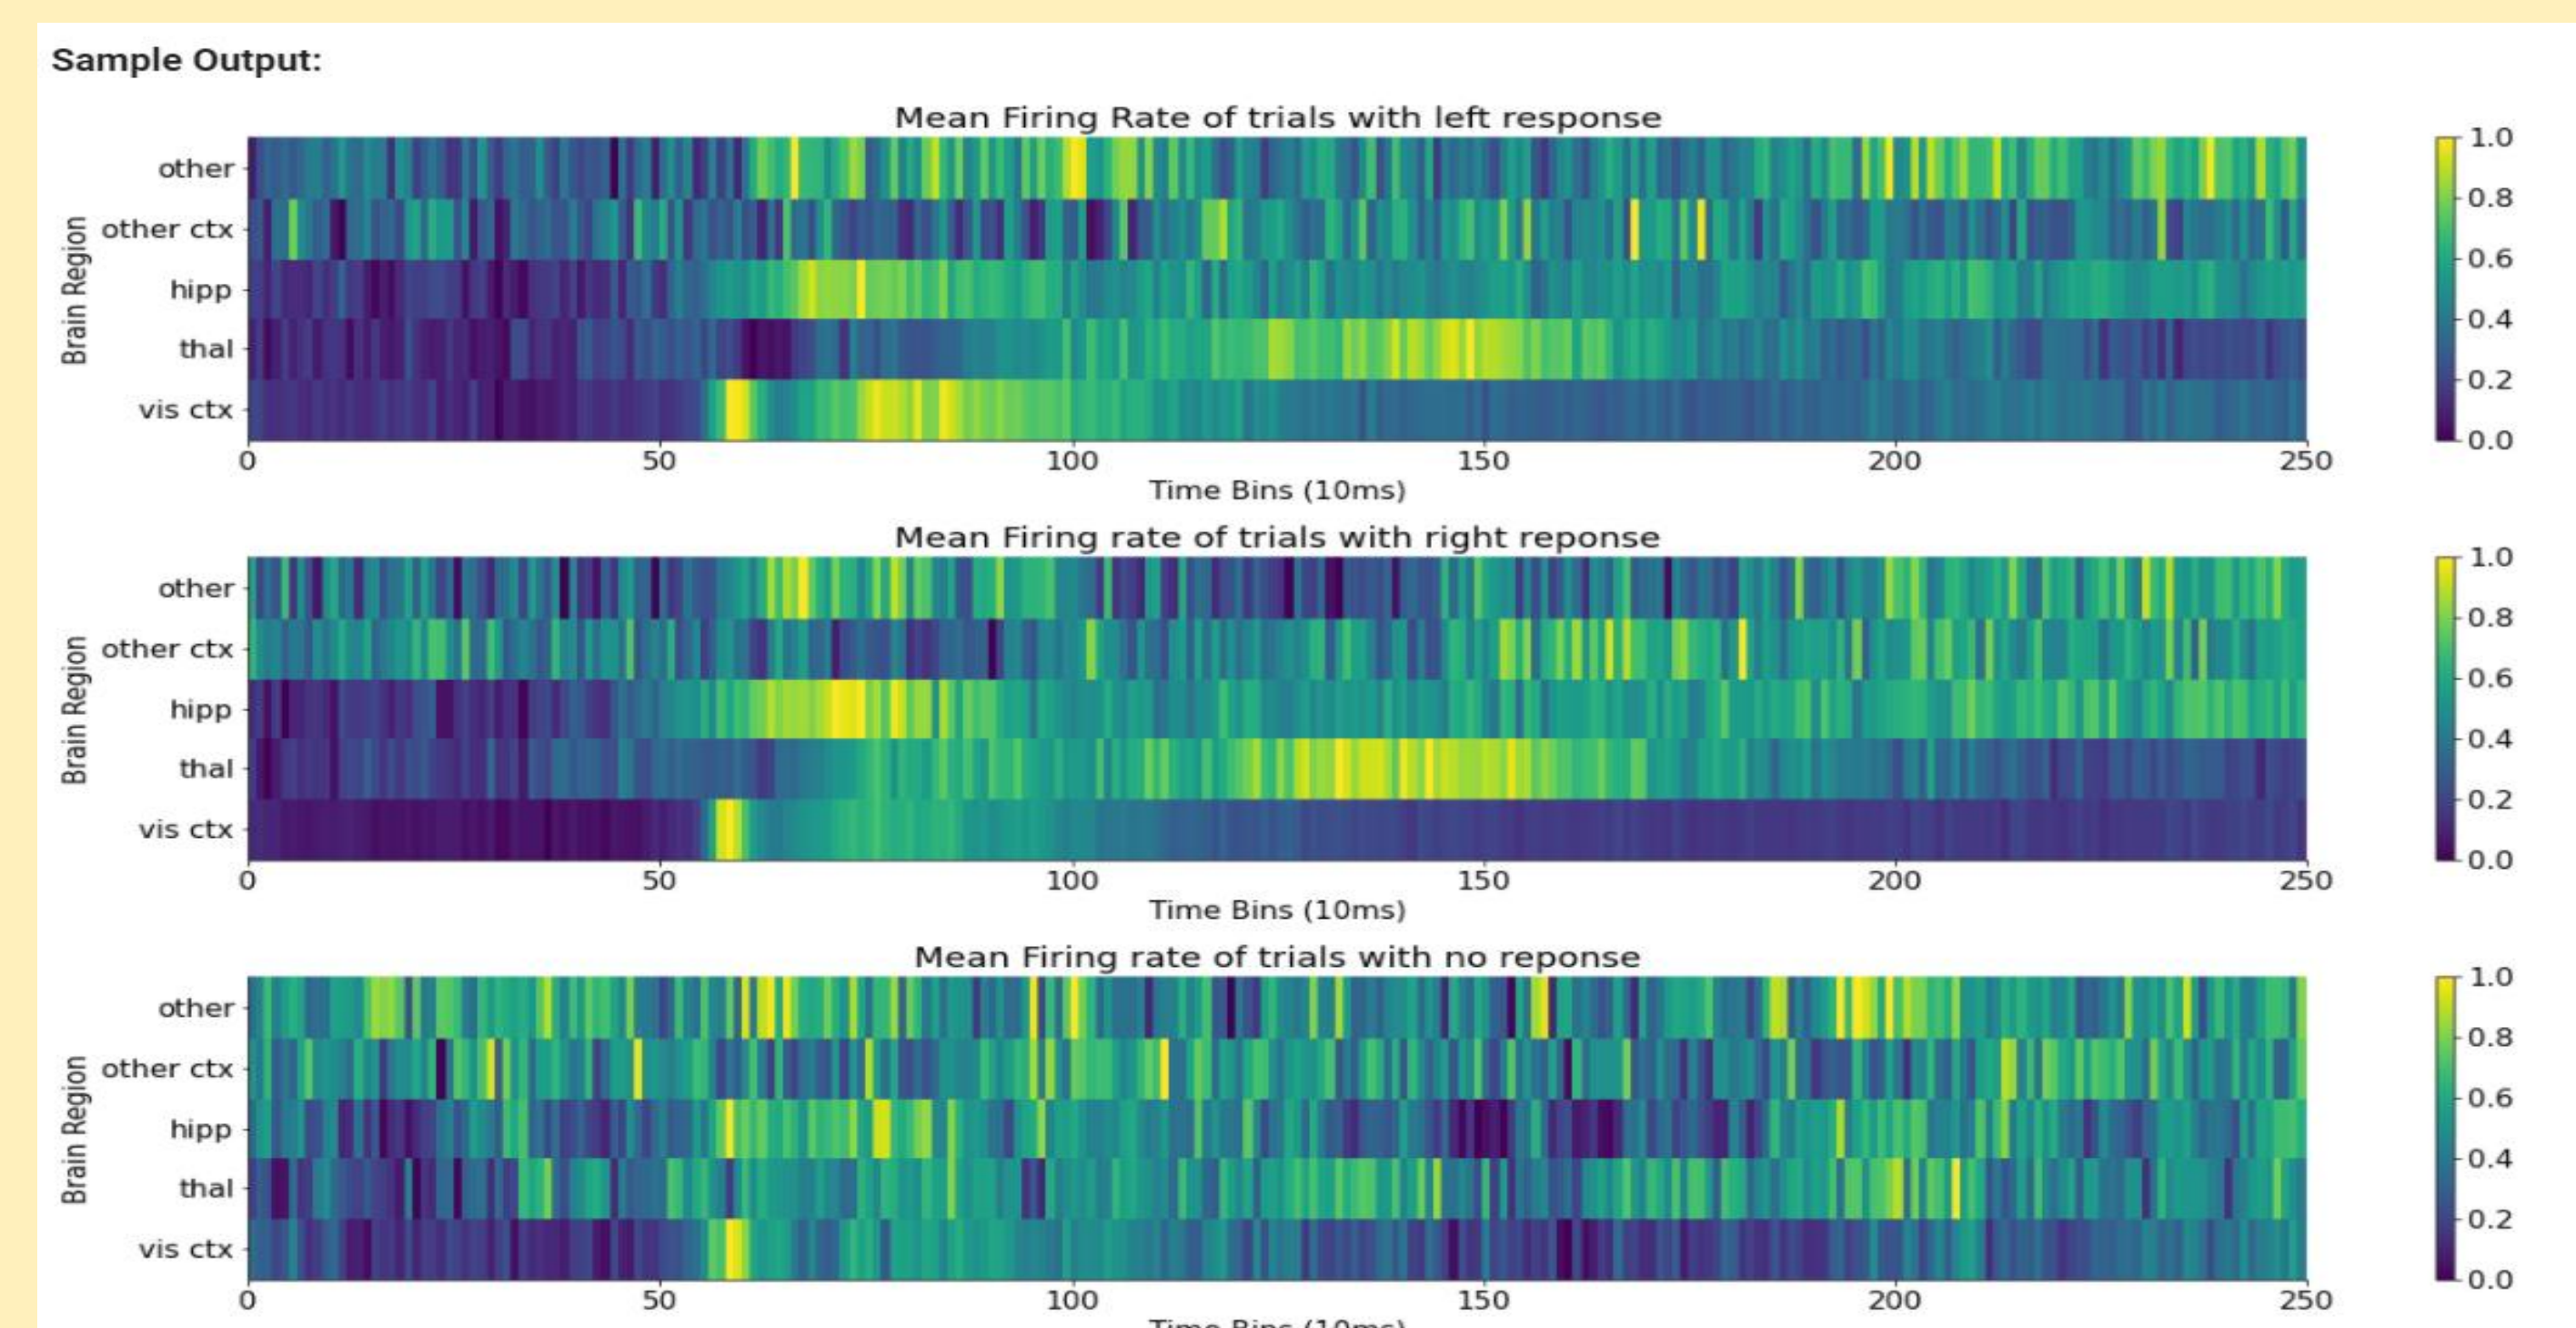 Sample Output:
Mean Firing Rate of trials with left response
Brain Region
other
other ctx
hipp
thal
vis ctx
0 50 100 150 200 250
Time Bins (10ms)
1.0
0.8
0.6
0.4
0.2
0.0
Mean Firing rate of trials with right reponse
Brain Region
other
other ctx
hipp
thal
vis ctx
0 50 100 150 200 250
Time Bins (10ms)
1.0
0.8
0.6
0.4
0.2
0.0
Mean Firing rate of trials with no reponse
Brain Region
other
other ctx
hipp
thal
vis ctx
0 50 100 150 200 250
Time Bins (10ms)
1.0
0.8
0.6
0.4
0.2
0.0